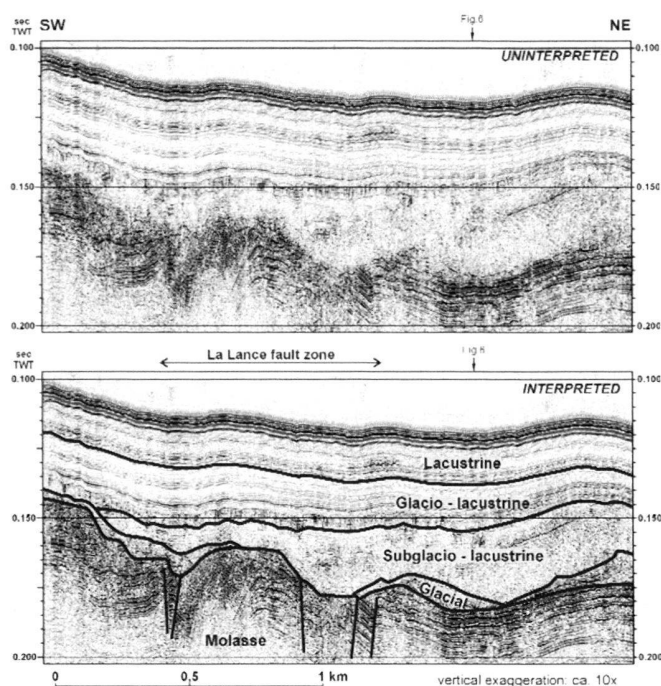 sec
TWT
SW
Fig.6
NE
0.100
0.100
UNINTERPRETED
0.150
0.150
0.200
0.200
sec
TWT
La Lance fault zone
Fig.6
0.100
0.100
INTERPRETED
Lacustrine
Glacio - lacustrine
0.150
0.150
Subglacio - lacustrine
Glacial
Molasse
0.200
0.200
0
0.5
1 km
vertical exaggeration: ca. 10x